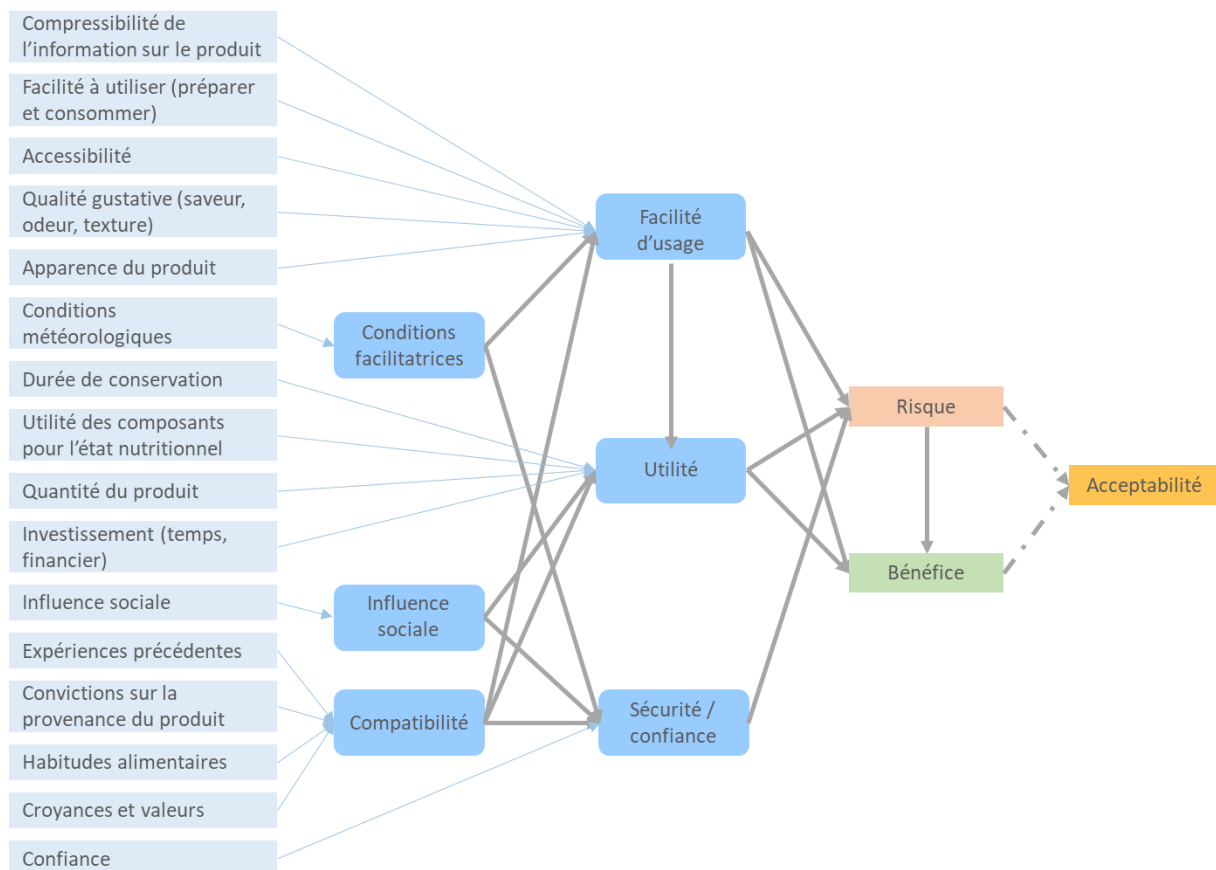 Compressibilité de
l'information sur le produit
Facilité à utiliser (préparer
et consommer)
Accessibilité
Qualité gustative (saveur,
odeur, texture)
Apparence du produit
Conditions
météorologiques
Durée de conservation
Utilité des composants
pour l'état nutritionnel
Quantité du produit
Investissement (temps,
financier)
Influence sociale
Expériences précédentes
Convictions sur la
provenance du produit
Habitudes alimentaires
Croyances et valeurs
Confiance
Conditions
facilitatrices
Influence
sociale
Compatibilité
Facilité
d'usage
Utilité
Sécurité /
confiance
Risque
Bénéfice
Acceptabilité